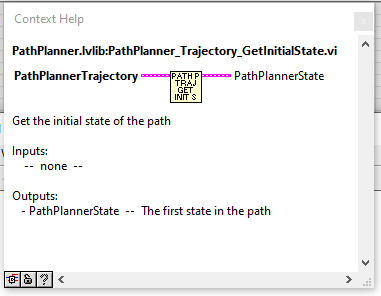 Context Help
PathPlanner.lvlib:PathPlanner_Trajectory_GetInitialState.vi
PathPlannerTrajectory
PATH P
TRAJ
GET
INIT S
PathPlannerState
Get the initial state of the path
Inputs:
-- none --
Outputs:
- PathPlannerState -- The first state in the path
?